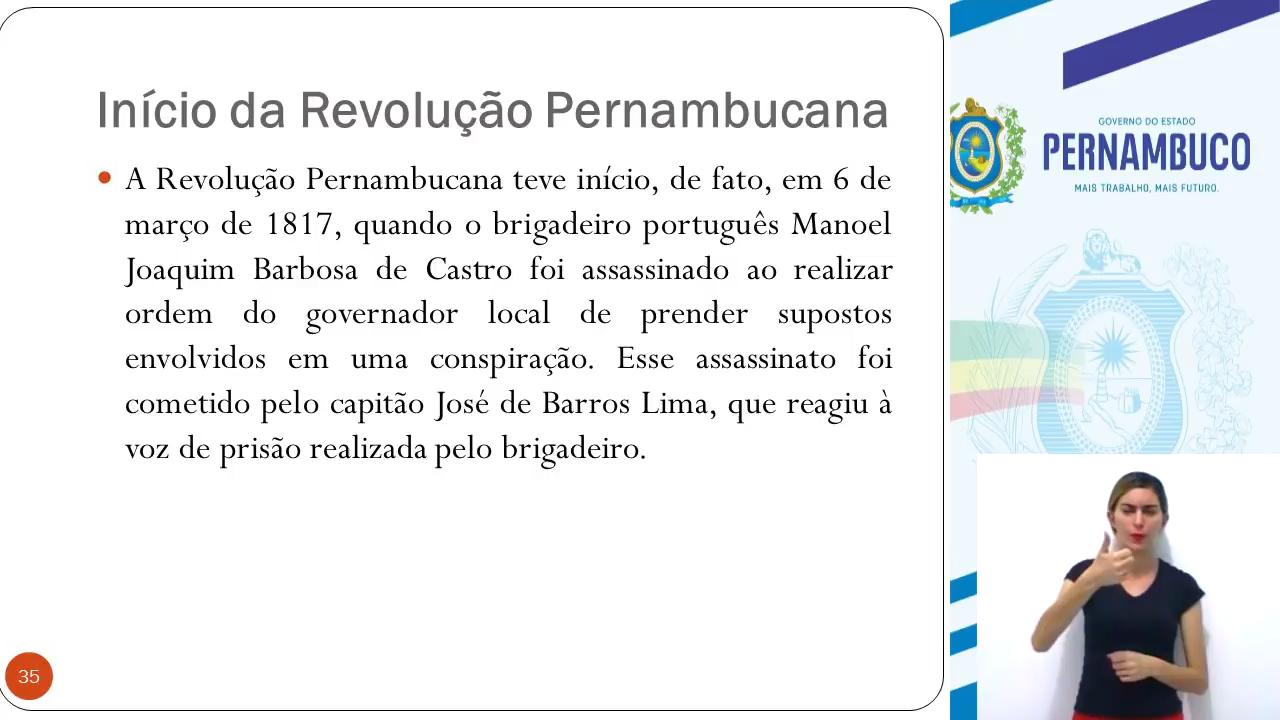 Início da Revolução Pernambucana
A Revolução Pernambucana teve início, de fato, em 6 de
março de 1817, quando o brigadeiro português Manoel
Joaquim Barbosa de Castro foi assassinado ao realizar
ordem do governador local de prender supostos
envolvidos em uma conspiração. Esse assassinato foi
cometido pelo capitão José de Barros Lima, que reagiu à
voz de prisão realizada pelo brigadeiro.
35
GOVERNO DO ESTADO
PERNAMBUCO
MAIS TRABALHO, MAIS FUTURO.